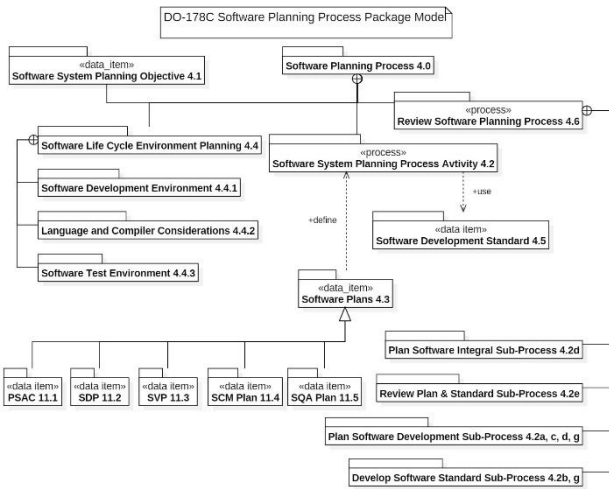 DO-178C Software Planning Process Package Model
«data_item»
Software System Planning Objective 4.1
Software Planning Process 4.0
«process»
Review Software Planning Process 4.6
Software Life Cycle Environment Planning 4.4
«process»
Software System Planning Process Avtivity 4.2
Software Development Environment 4.4.1
+use
+define
Language and Compiler Considerations 4.4.2
«data item»
Software Development Standard 4.5
Software Test Environment 4.4.3
«data_item»
Software Plans 4.3
Plan Software Integral Sub-Process 4.2d
«data item»
PSAC 11.1
«data item»
SDP 11.2
«data item»
SVP 11.3
«data item»
SCM Plan 11.4
«data item»
SQA Plan 11.5
Review Plan & Standard Sub-Process 4.2e
Plan Software Development Sub-Process 4.2a, c, d, g
Develop Software Standard Sub-Process 4.2b, g